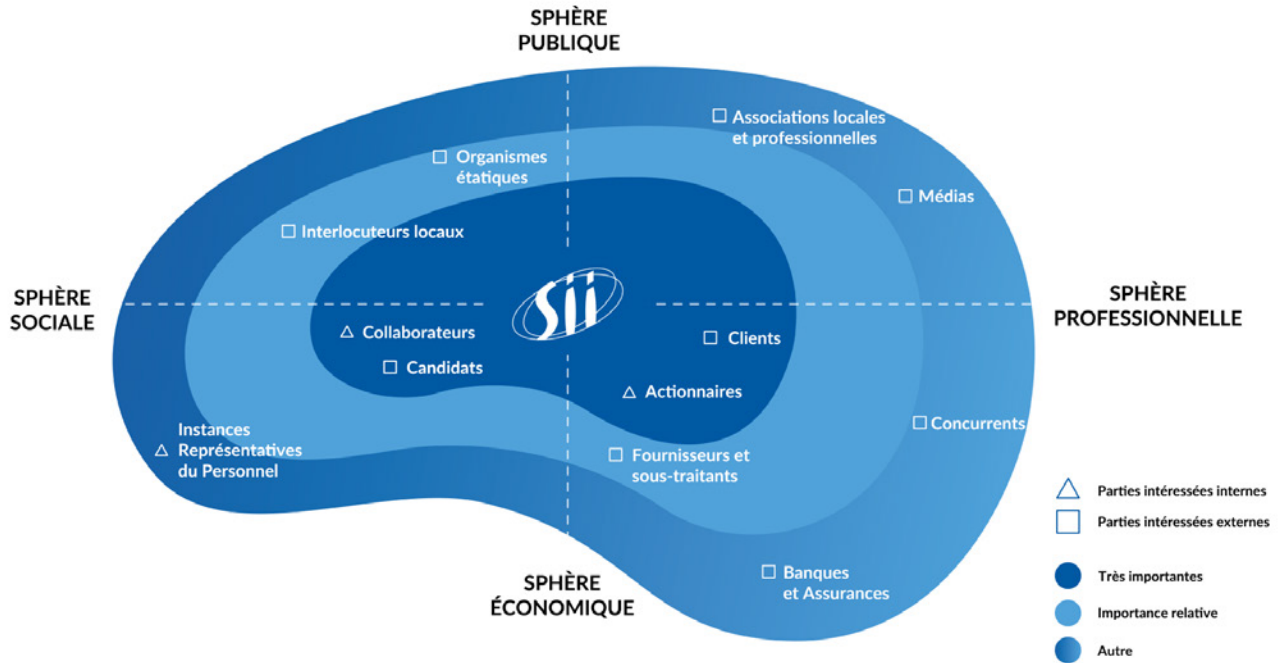 SPHÈRE
PUBLIQUE
Associations locales
et professionnelles
Organismes
étatiques
Médias
Interlocuteurs locaux
SPHÈRE
SOCIALE
sii
SPHÈRE
PROFESSIONNELLE
Collaborateurs
Clients
Candidats
Actionnaires
Concurrents
Instances
Représentatives
du Personnel
Fournisseurs et
sous-traitants
Parties intéressées internes
Parties intéressées externes
SPHÈRE
ÉCONOMIQUE
Banques
et Assurances
Très importantes
Importance relative
Autre